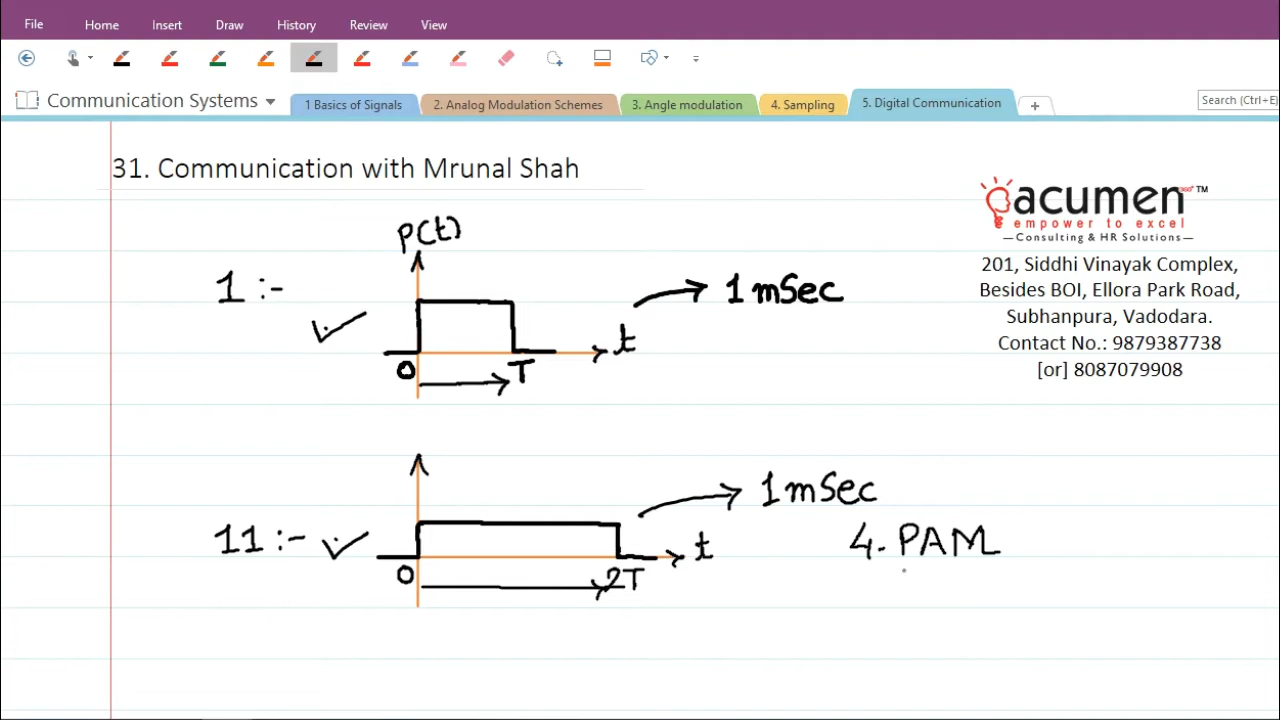 File Home Insert Draw History Review View
Communication Systems 1 Basics of Signals 2. Analog Modulation Schemes 3. Angle modulation 4. Sampling 5. Digital Communication + Search (Ctrl+E)
31. Communication with Mrunal Shah
acumen 360° ™
empower to excel
Consulting & HR Solutions
201, Siddhi Vinayak Complex,
Besides BOI, Ellora Park Road,
Subhanpura, Vadodara.
Contact No.: 9879387738
[or] 8087079908
P(t)
1 :- 1 mSec
t
0 T
11 :- 1 mSec
4. PAM
t
0 2T